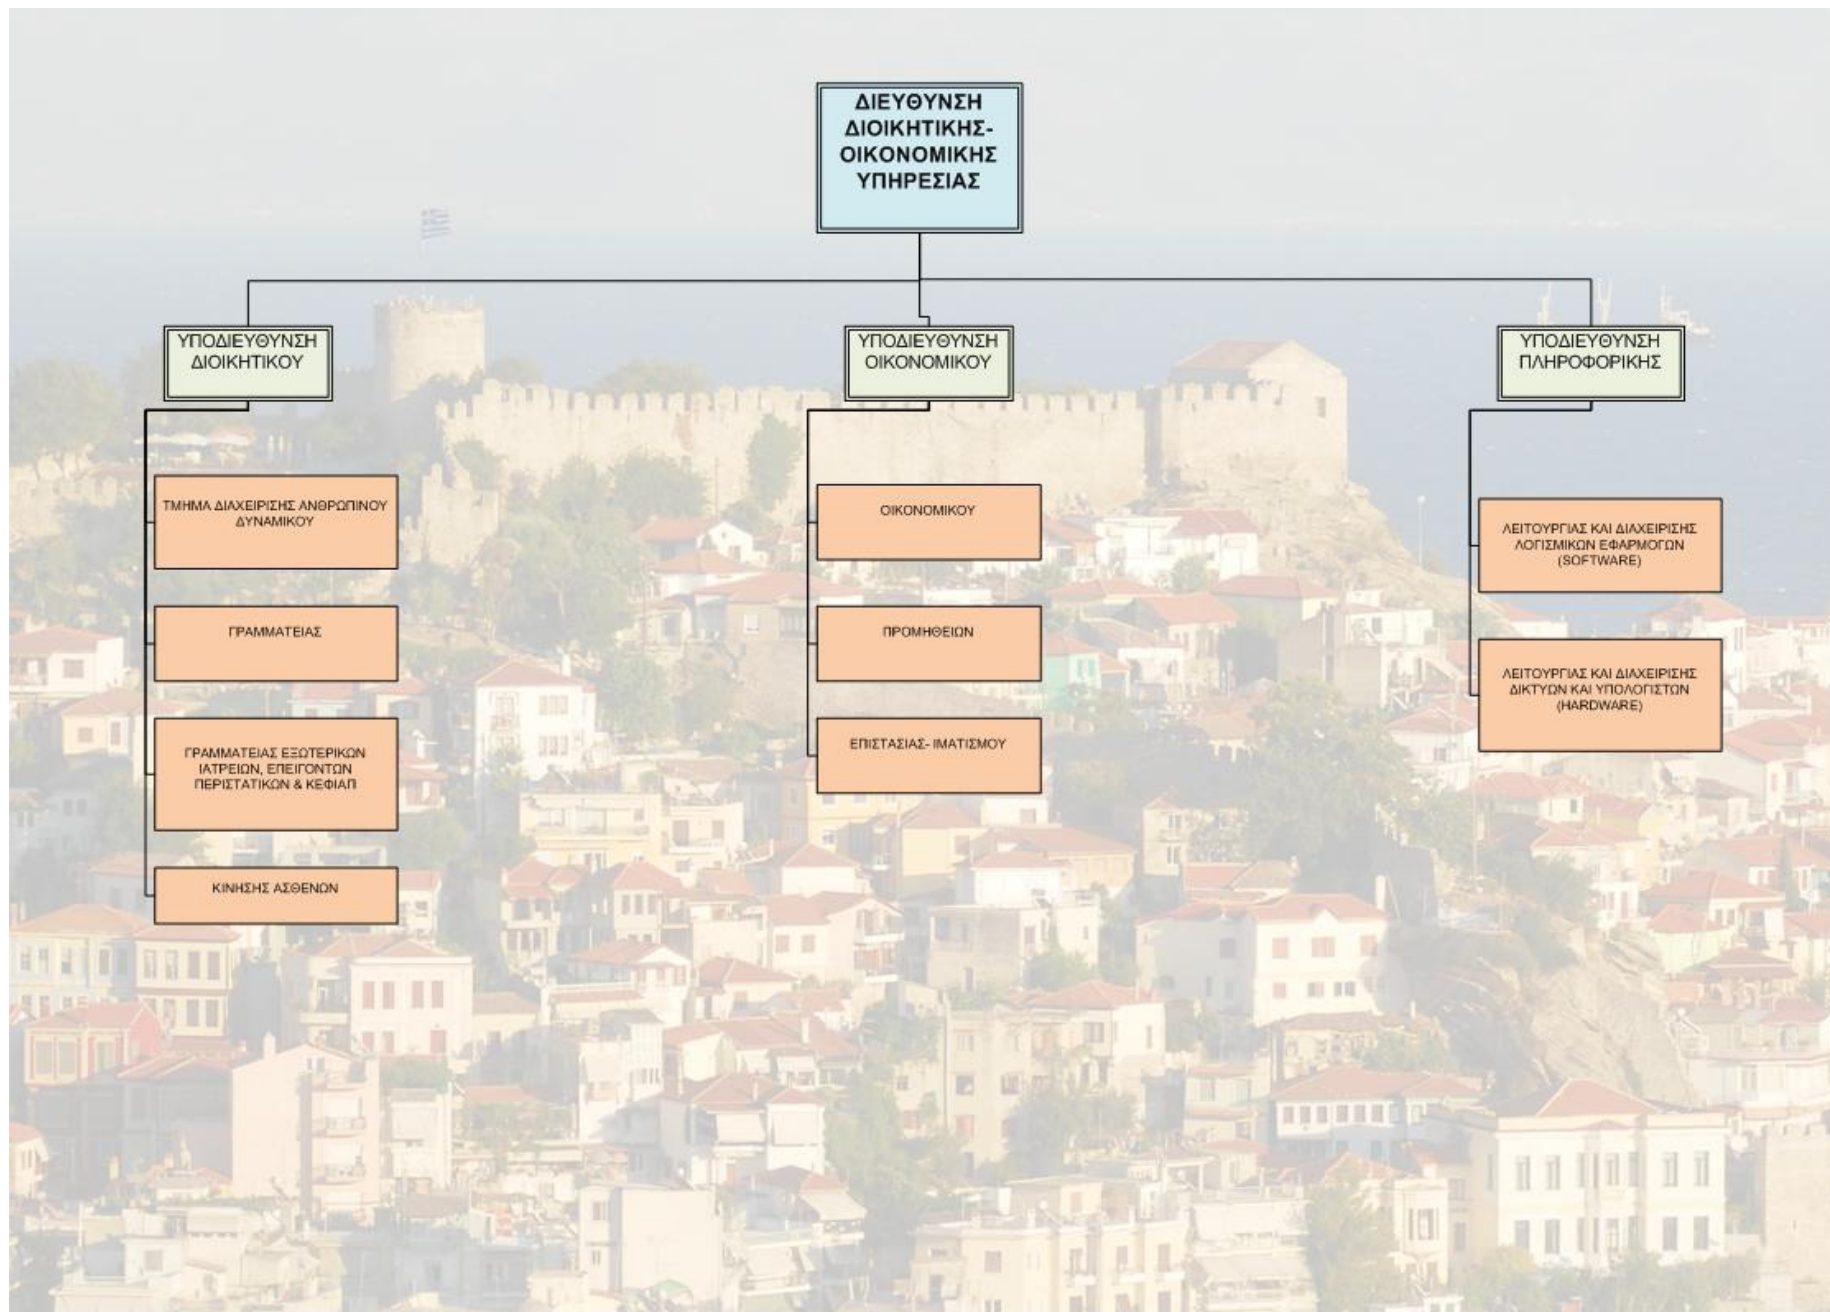 ΔΙΕΥΘΥΝΣΗ
ΔΙΟΙΚΗΤΙΚΗΣ-
ΟΙΚΟΝΟΜΙΚΗΣ
ΥΠΗΡΕΣΙΑΣ
ΥΠΟΔΙΕΥΘΥΝΣΗ
ΔΙΟΙΚΗΤΙΚΟΥ
ΤΜΗΜΑ ΔΙΑΧΕΙΡΙΣΗΣ ΑΝΘΡΩΠΙΝΟΥ
ΔΥΝΑΜΙΚΟΥ
ΓΡΑΜΜΑΤΕΙΑΣ
ΓΡΑΜΜΑΤΕΙΑΣ ΕΞΩΤΕΡΙΚΩΝ
ΙΑΤΡΕΙΩΝ, ΕΠΕΙΓΟΝΤΩΝ
ΠΕΡΙΣΤΑΤΙΚΩΝ & ΚΕΦΙΑΠ
ΚΙΝΗΣΗΣ ΑΣΘΕΝΩΝ
ΥΠΟΔΙΕΥΘΥΝΣΗ
ΟΙΚΟΝΟΜΙΚΟΥ
ΟΙΚΟΝΟΜΙΚΟΥ
ΠΡΟΜΗΘΕΙΩΝ
ΕΠΙΣΤΑΣΙΑΣ- ΙΜΑΤΙΣΜΟΥ
ΥΠΟΔΙΕΥΘΥΝΣΗ
ΠΛΗΡΟΦΟΡΙΚΗΣ
ΛΕΙΤΟΥΡΓΙΑΣ ΚΑΙ ΔΙΑΧΕΙΡΙΣΗΣ
ΛΟΓΙΣΜΙΚΩΝ ΕΦΑΡΜΟΓΩΝ
(SOFTWARE)
ΛΕΙΤΟΥΡΓΙΑΣ ΚΑΙ ΔΙΑΧΕΙΡΙΣΗΣ
ΔΙΚΤΥΩΝ ΚΑΙ ΥΠΟΛΟΓΙΣΤΩΝ
(HARDWARE)